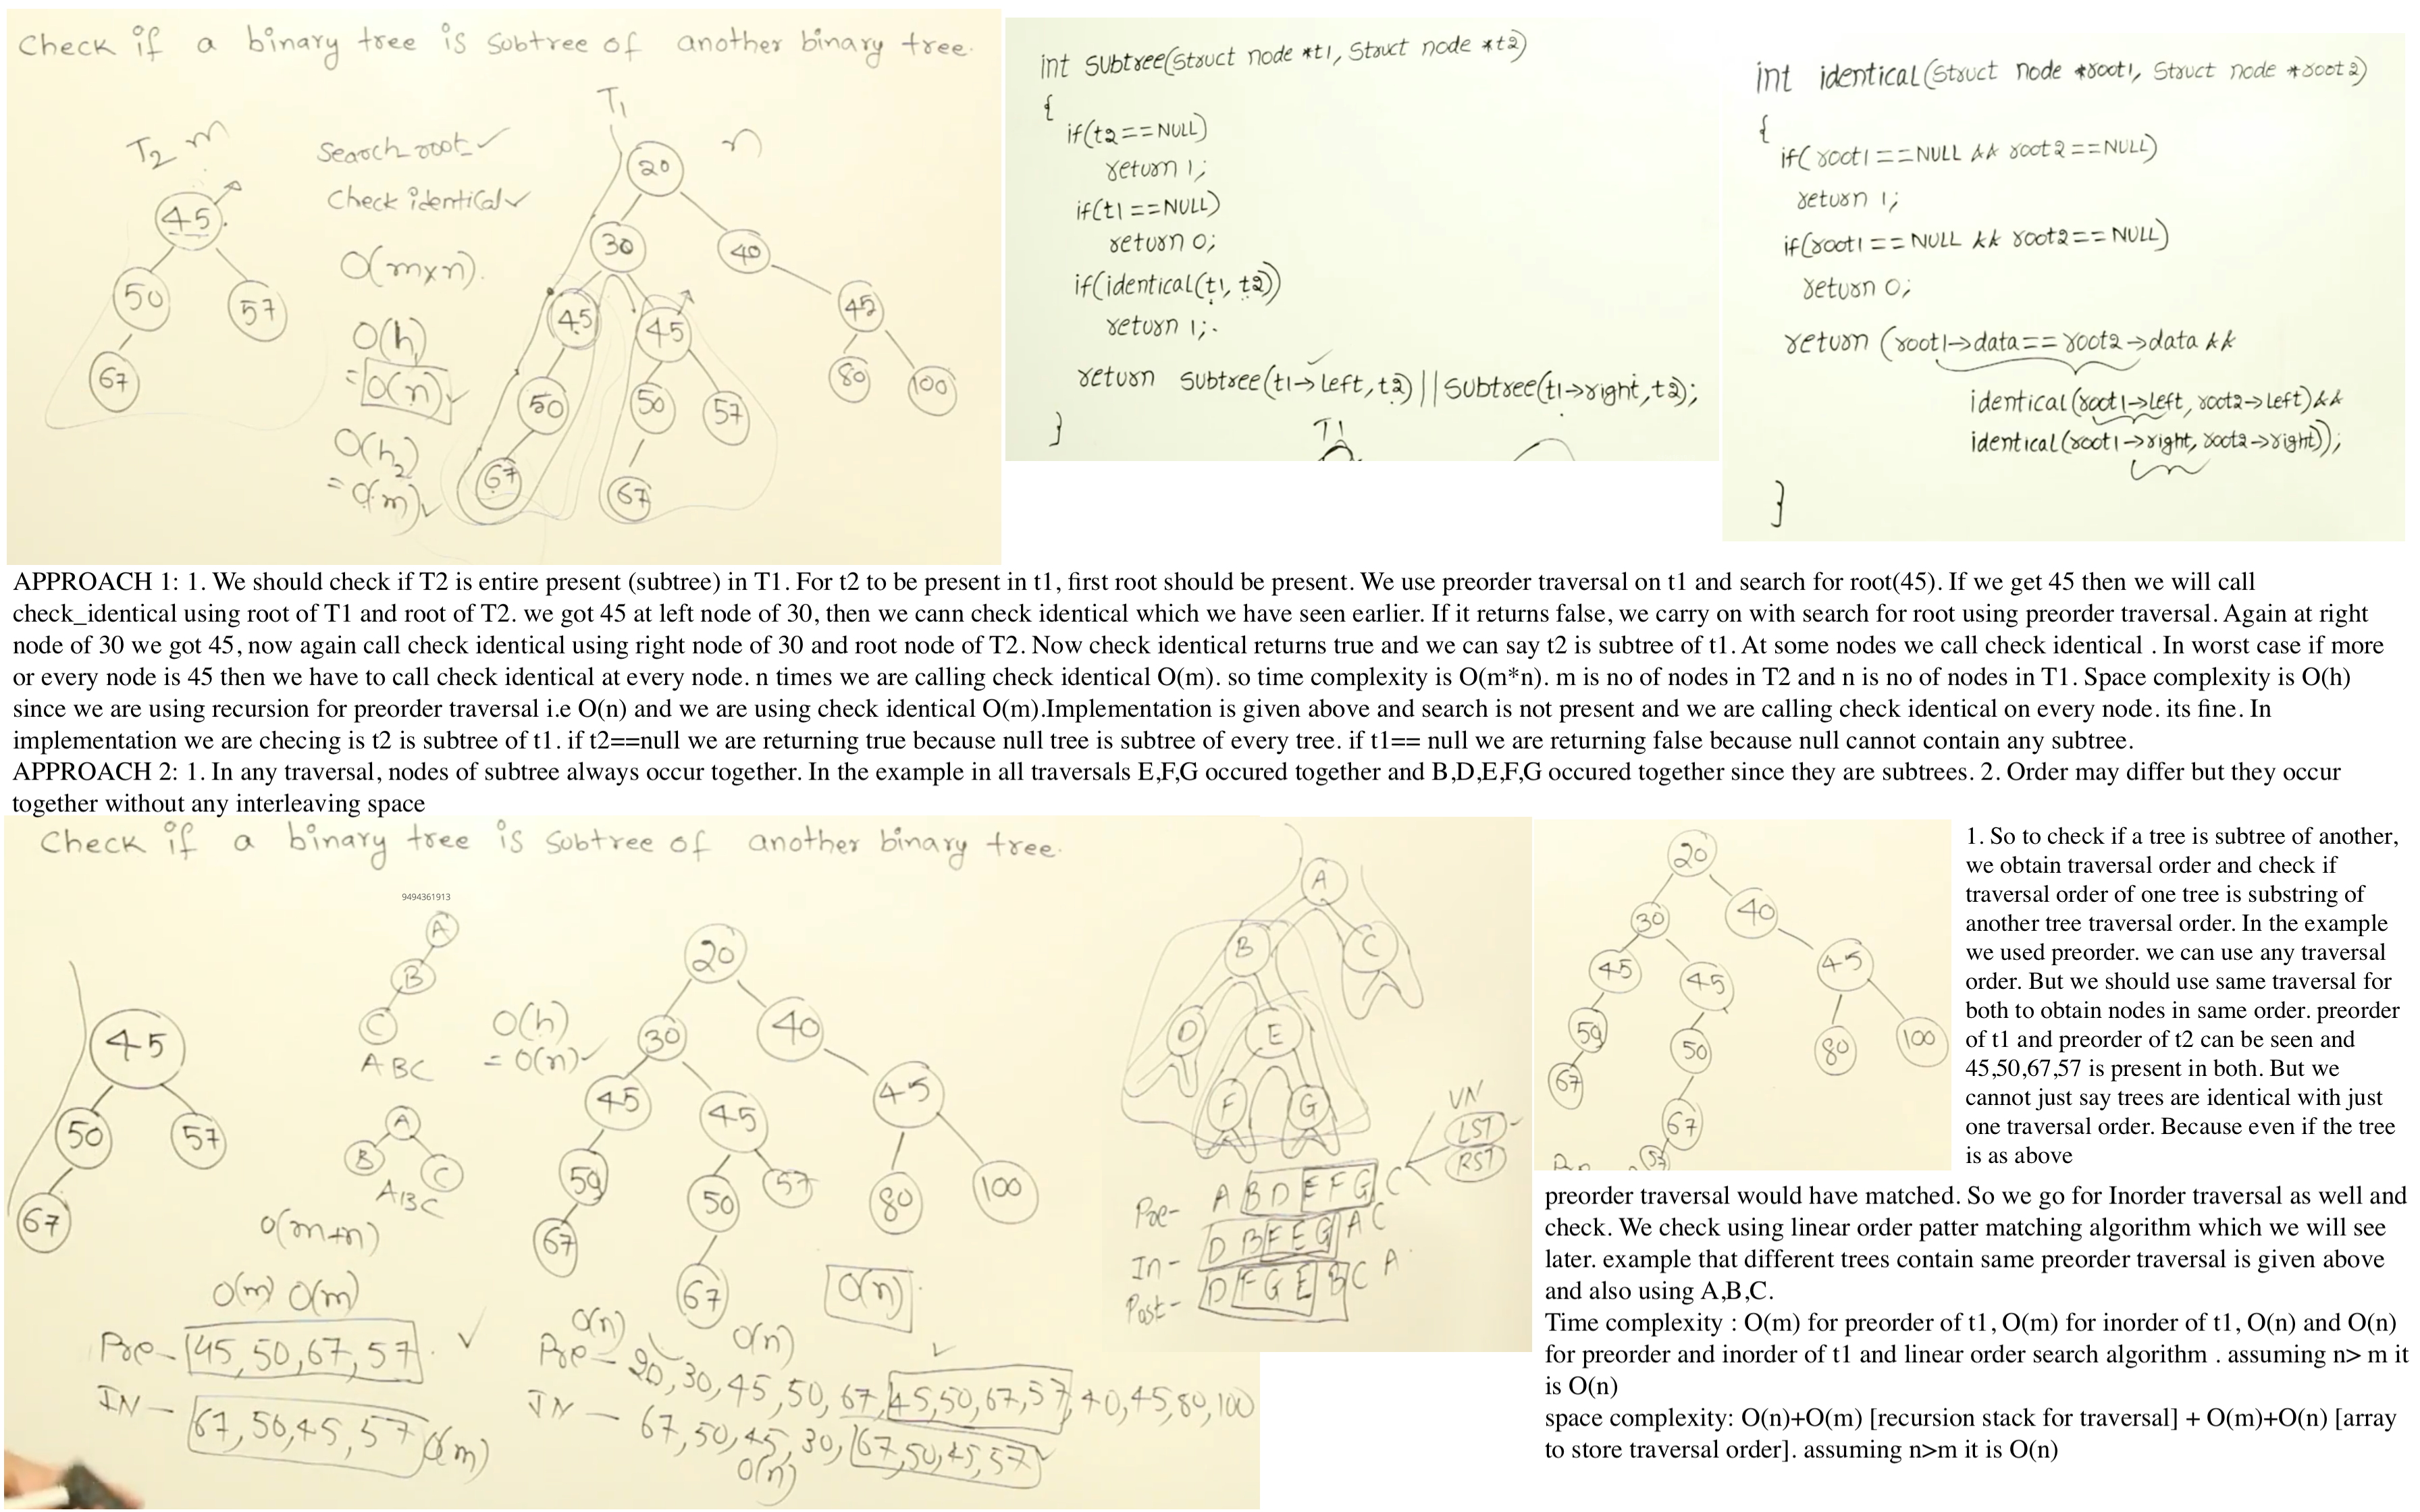 Check if a binary tree is subtree of another binary tree.
T2 m
Search root ✓
Check identical ✓
O(m×n).
O(h1)
= O(n)
O(h2)
= O(m)
45
50
57
67
T1
n
20
30
40
45
45
45
50
50
57
80
100
67
67
int subtree(struct node *t1, struct node *t2)
{
if(t2==NULL)
return 1;
if(t1==NULL)
return 0;
if(identical(t1, t2))
return 1;
return subtree(t1→left,t2)||subtree(t1→right,t2);
}
T1
int identical(struct node *root1, struct node *root2)
{
if(root1==NULL && root2==NULL)
return 1;
if(root1==NULL && root2==NULL)
return 0;
return (root1→data==root2→data &&
identical(root1→left, root2→left)&&
identical(root1→right, root2→right));
}
APPROACH 1: 1. We should check if T2 is entire present (subtree) in T1. For t2 to be present in t1, first root should be present. We use preorder traversal on t1 and search for root(45). If we get 45 then we will call
check_identical using root of T1 and root of T2. we got 45 at left node of 30, then we cann check identical which we have seen earlier. If it returns false, we carry on with search for root using preorder traversal. Again at right
node of 30 we got 45, now again call check identical using right node of 30 and root node of T2. Now check identical returns true and we can say t2 is subtree of t1. At some nodes we call check identical . In worst case if more
or every node is 45 then we have to call check identical at every node. n times we are calling check identical O(m). so time complexity is O(m*n). m is no of nodes in T2 and n is no of nodes in T1. Space complexity is O(h)
since we are using recursion for preorder traversal i.e O(n) and we are using check identical O(m).Implementation is given above and search is not present and we are calling check identical on every node. its fine. In
implementation we are checing is t2 is subtree of t1. if t2==null we are returning true because null tree is subtree of every tree. if t1== null we are returning false because null cannot contain any subtree.
APPROACH 2: 1. In any traversal, nodes of subtree always occur together. In the example in all traversals E,F,G occured together and B,D,E,F,G occured together since they are subtrees. 2. Order may differ but they occur
together without any interleaving space
Check if a binary tree is subtree of another binary tree.
9494361913
A
B
C
ABC
A
B
C
ABC
O(h)
= O(n)
45
50
57
67
20
30
40
45
45
45
50
50
57
80
100
67
67
O(m+n)
O(m) O(m)
Pre- 45,50,67,57
IN- 67,50,45,57 O(m)
O(n)
O(n)
O(n)
Pre- 20,30,45,50,67,45,50,67,57,40,45,80,100
IN- 67,50,45,30,67,50,45,57
O(n)
A
B
C
D
E
F
G
VN
LST
RST
Pre- A B D E F G C
In- D B F E G A C
Post- D F G E B C A
20
30
40
45
45
45
50
50
80
100
67
67
57
1. So to check if a tree is subtree of another,
we obtain traversal order and check if
traversal order of one tree is substring of
another tree traversal order. In the example
we used preorder. we can use any traversal
order. But we should use same traversal for
both to obtain nodes in same order. preorder
of t1 and preorder of t2 can be seen and
45,50,67,57 is present in both. But we
cannot just say trees are identical with just
one traversal order. Because even if the tree
is as above
preorder traversal would have matched. So we go for Inorder traversal as well and
check. We check using linear order patter matching algorithm which we will see
later. example that different trees contain same preorder traversal is given above
and also using A,B,C.
Time complexity : O(m) for preorder of t1, O(m) for inorder of t1, O(n) and O(n)
for preorder and inorder of t1 and linear order search algorithm . assuming n> m it
is O(n)
space complexity: O(n)+O(m) [recursion stack for traversal] + O(m)+O(n) [array
to store traversal order]. assuming n>m it is O(n)